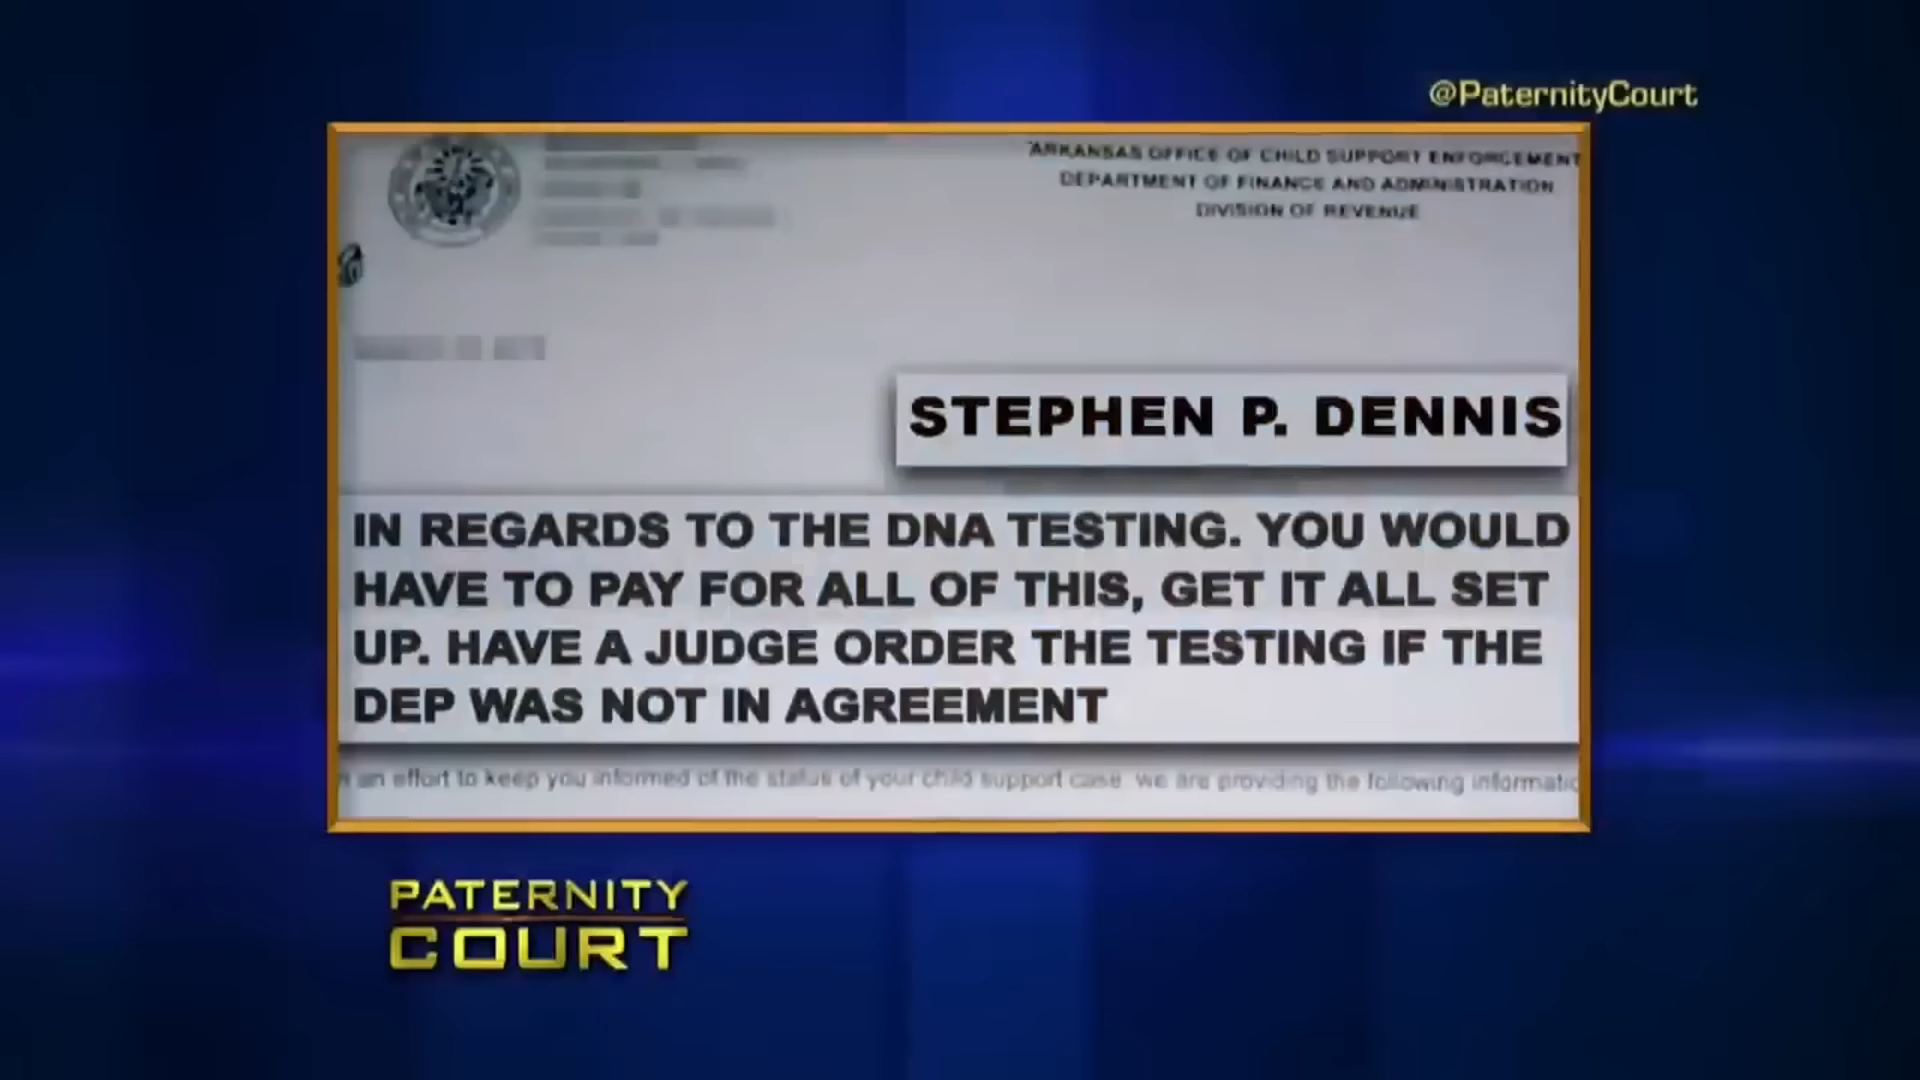 @PaternityCourt
ARKANSAS OFFICE OF CHILD SUPPORT ENFORCEMENT
DEPARTMENT OF FINANCE AND ADMINISTRATION
DIVISION OF REVENUE
STEPHEN P. DENNIS
IN REGARDS TO THE DNA TESTING. YOU WOULD
HAVE TO PAY FOR ALL OF THIS, GET IT ALL SET
UP. HAVE A JUDGE ORDER THE TESTING IF THE
DEP WAS NOT IN AGREEMENT
an effort to keep you informed of the status of your child support case, we are providing the following informatio
PATERNITY
COURT